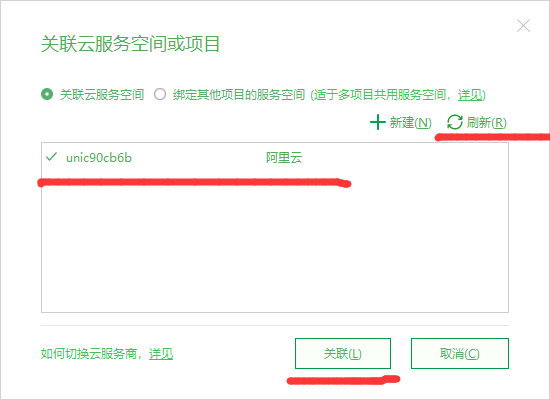 关联云服务空间或项目
关联云服务空间 绑定其他项目的服务空间 (适于多项目共用服务空间，详见)
新建(N) 刷新(R)
unic90cb6b 阿里云
如何切换云服务商，详见 关联(L) 取消(C)